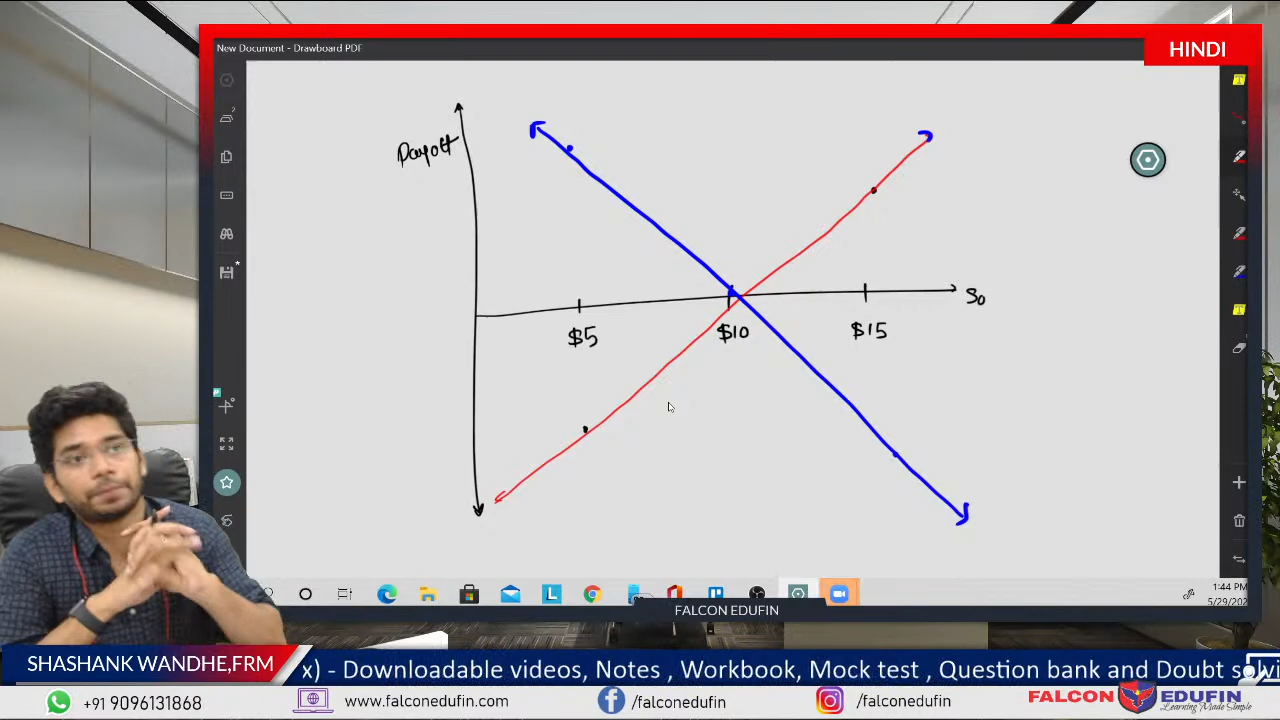 New Document - Drawboard PDF
HINDI
Payoff
$5
$10
$15
So
1:44 PM
FALCON EDUFIN
SHASHANK WANDHE,FRM
x) - Downloadable videos, Notes , Workbook, Mock test , Question bank and Doubt solvi
+91 9096131868
www.falconedufin.com
/falconedufin
/falconedufin
FALCON EDUFIN
Learning Made Simple